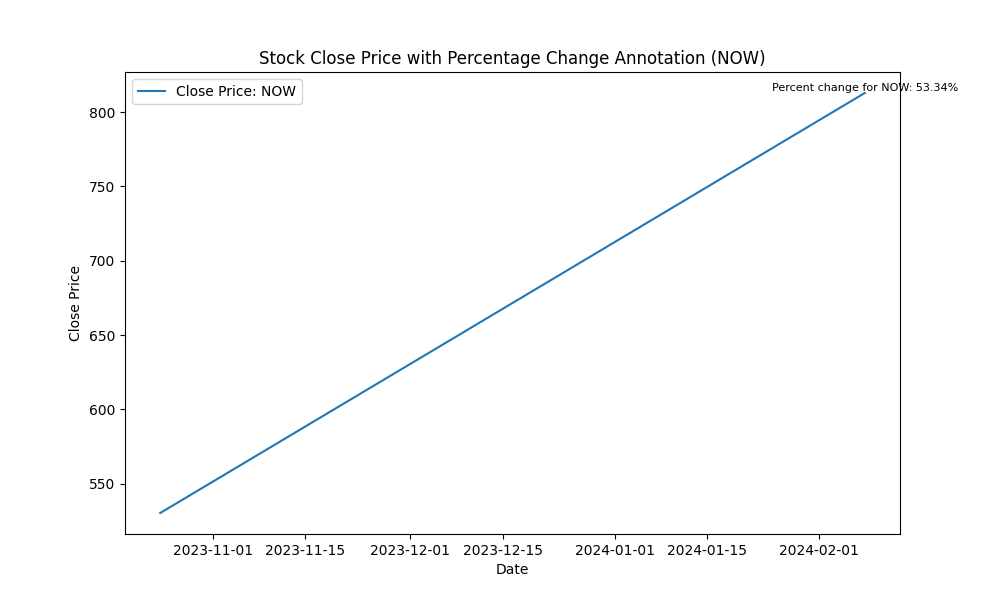 Stock Close Price with Percentage Change Annotation (NOW)
Close Price: NOW
Percent change for NOW: 53.34%
Close Price
800
750
700
650
600
550
2023-11-01 2023-11-15 2023-12-01 2023-12-15 2024-01-01 2024-01-15 2024-02-01
Date